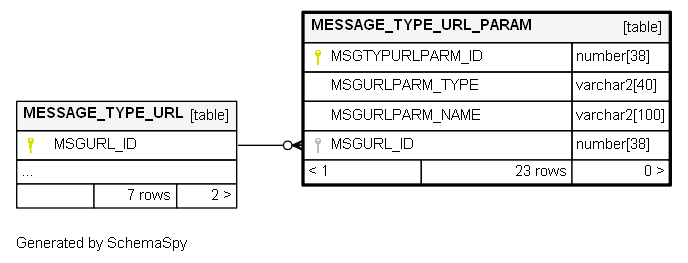 MESSAGE_TYPE_URL_PARAM [table]
MSGTYPURLPARM_ID number[38]
MSGURLPARM_TYPE varchar2[40]
MSGURLPARM_NAME varchar2[100]
MSGURL_ID number[38]
< 1 23 rows 0 >
MESSAGE_TYPE_URL [table]
MSGURL_ID
...
7 rows 2 >
Generated by SchemaSpy